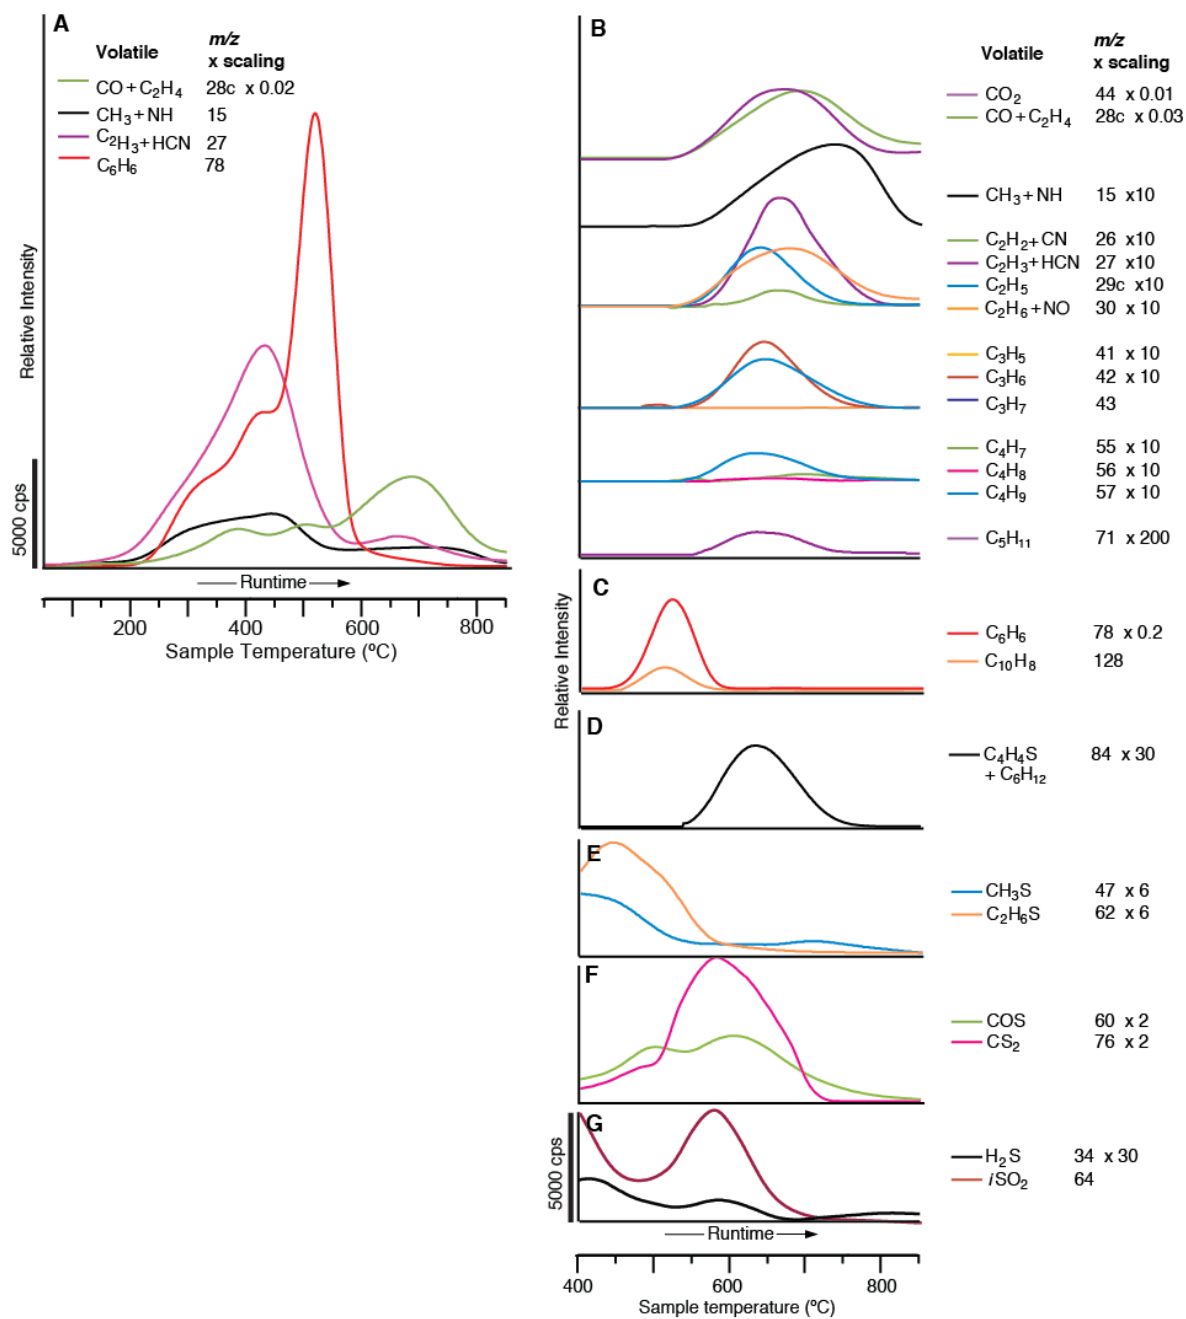 A
Volatile m/z
x scaling
CO + C2H4 28c x 0.02
CH3 + NH 15
C2H3 + HCN 27
C6H6 78
Relative Intensity
5000 cps
Runtime
200 400 600 800
Sample Temperature (ºC)
B
Volatile m/z
x scaling
CO2 44 x 0.01
CO + C2H4 28c x 0.03
CH3 + NH 15 x10
C2H2 + CN 26 x10
C2H3 + HCN 27 x10
C2H5 29c x10
C2H6 + NO 30 x 10
C3H5 41 x 10
C3H6 42 x 10
C3H7 43
C4H7 55 x 10
C4H8 56 x 10
C4H9 57 x 10
C5H11 71 x 200
Relative Intensity
C
C6H6 78 x 0.2
C10H8 128
D
C4H4S 84 x 30
+ C6H12
E
CH3S 47 x 6
C2H6S 62 x 6
F
COS 60 x 2
CS2 76 x 2
G
H2S 34 x 30
iSO2 64
5000 cps
Runtime
400 600 800
Sample temperature (ºC)